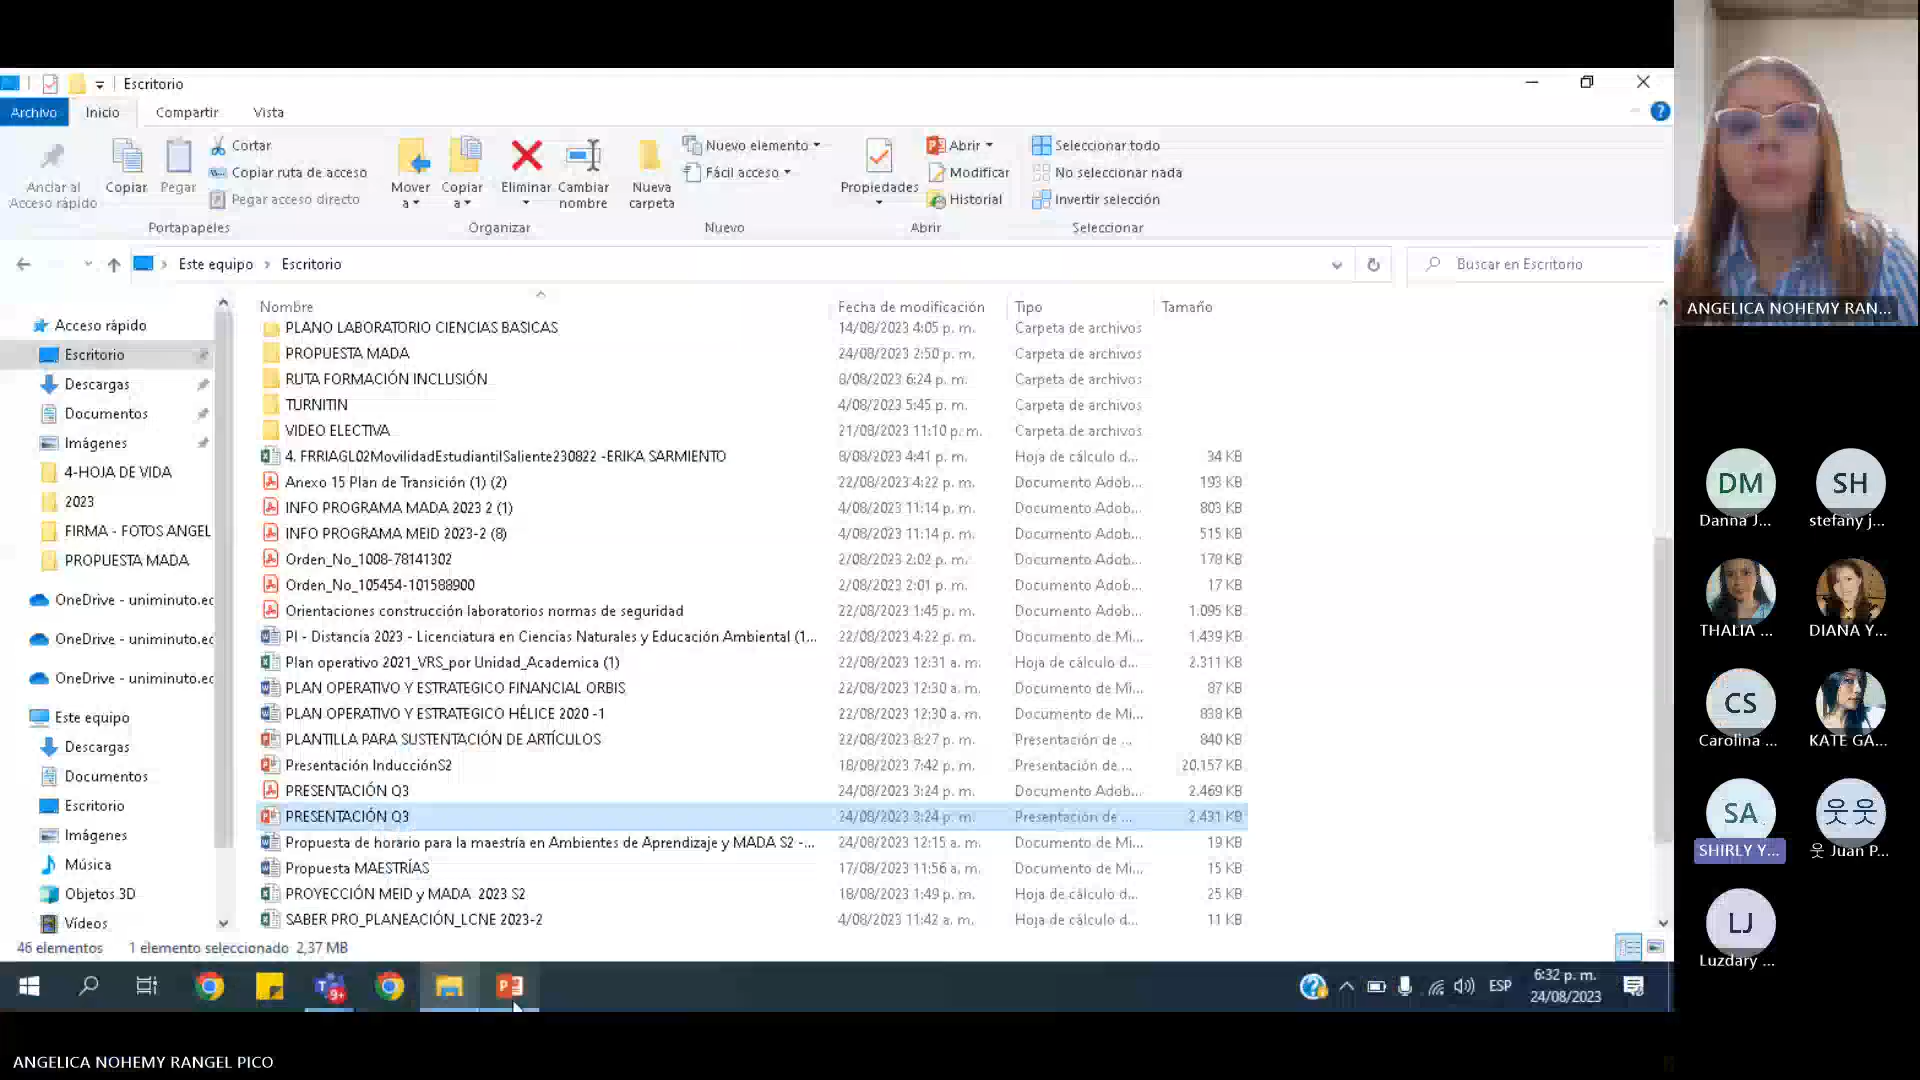 Escritorio
Archivo Inicio Compartir Vista
Anclar al Acceso rápido
Copiar
Pegar
Cortar
Copiar ruta de acceso
Pegar acceso directo
Mover a
Copiar a
Eliminar
Cambiar nombre
Nueva carpeta
Nuevo elemento
Fácil acceso
Propiedades
Abrir
Modificar
Historial
Seleccionar todo
No seleccionar nada
Invertir selección
Portapapeles Organizar Nuevo Abrir Seleccionar
Este equipo > Escritorio
Buscar en Escritorio
Acceso rápido
Escritorio
Descargas
Documentos
Imágenes
4-HOJA DE VIDA
2023
FIRMA - FOTOS ANGEL
PROPUESTA MADA
OneDrive - uniminuto.ec
OneDrive - uniminuto.ec
OneDrive - uniminuto.ec
Este equipo
Descargas
Documentos
Escritorio
Imágenes
Música
Objetos 3D
Vídeos
Nombre Fecha de modificación Tipo Tamaño
PLANO LABORATORIO CIENCIAS BASICAS 14/08/2023 4:05 p. m. Carpeta de archivos
PROPUESTA MADA 24/08/2023 2:50 p. m. Carpeta de archivos
RUTA FORMACIÓN INCLUSIÓN 8/08/2023 6:24 p. m. Carpeta de archivos
TURNITIN 4/08/2023 5:45 p. m. Carpeta de archivos
VIDEO ELECTIVA 21/08/2023 11:10 p. m. Carpeta de archivos
4. FRRIAGL02MovilidadEstudiantilSaliente230822 -ERIKA SARMIENTO 8/08/2023 4:41 p. m. Hoja de cálculo d... 34 KB
Anexo 15 Plan de Transición (1) (2) 22/08/2023 4:22 p. m. Documento Adob... 193 KB
INFO PROGRAMA MADA 2023 2 (1) 4/08/2023 11:14 p. m. Documento Adob... 803 KB
INFO PROGRAMA MEID 2023-2 (8) 4/08/2023 11:14 p. m. Documento Adob... 515 KB
Orden_No_1008-78141302 2/08/2023 2:02 p. m. Documento Adob... 178 KB
Orden_No_105454-101588900 2/08/2023 2:01 p. m. Documento Adob... 17 KB
Orientaciones construcción laboratorios normas de seguridad 22/08/2023 1:45 p. m. Documento Adob... 1.095 KB
PI - Distancia 2023 - Licenciatura en Ciencias Naturales y Educación Ambiental (1... 22/08/2023 4:22 p. m. Documento de Mi... 1.439 KB
Plan operativo 2021_VRS_por Unidad_Academica (1) 22/08/2023 12:31 a. m. Hoja de cálculo d... 2.311 KB
PLAN OPERATIVO Y ESTRATEGICO FINANCIAL ORBIS 22/08/2023 12:30 a. m. Documento de Mi... 87 KB
PLAN OPERATIVO Y ESTRATEGICO HÉLICE 2020 -1 22/08/2023 12:30 a. m. Documento de Mi... 838 KB
PLANTILLA PARA SUSTENTACIÓN DE ARTÍCULOS 22/08/2023 8:27 p. m. Presentación de ... 840 KB
Presentación InducciónS2 18/08/2023 7:42 p. m. Presentación de ... 20.157 KB
PRESENTACIÓN Q3 24/08/2023 3:24 p. m. Documento Adob... 2.469 KB
PRESENTACIÓN Q3 24/08/2023 3:24 p. m. Presentación de ... 2.431 KB
Propuesta de horario para la maestría en Ambientes de Aprendizaje y MADA S2 -... 24/08/2023 12:15 a. m. Documento de Mi... 19 KB
Propuesta MAESTRÍAS 17/08/2023 11:56 a. m. Documento de Mi... 15 KB
PROYECCIÓN MEID y MADA 2023 S2 18/08/2023 1:49 p. m. Hoja de cálculo d... 25 KB
SABER PRO_PLANEACIÓN_LCNE 2023-2 4/08/2023 11:42 a. m. Hoja de cálculo d... 11 KB
46 elementos 1 elemento seleccionado 2,37 MB
9+
ESP
6:32 p. m.
24/08/2023
ANGELICA NOHEMY RANGEL PICO
ANGELICA NOHEMY RAN...
DM SH
Danna J... stefany j...
THALIA ... DIANA Y...
CS
Carolina ... KATE GA...
SA 웃웃
SHIRLY Y... 웃 Juan P...
LJ
Luzdary ...